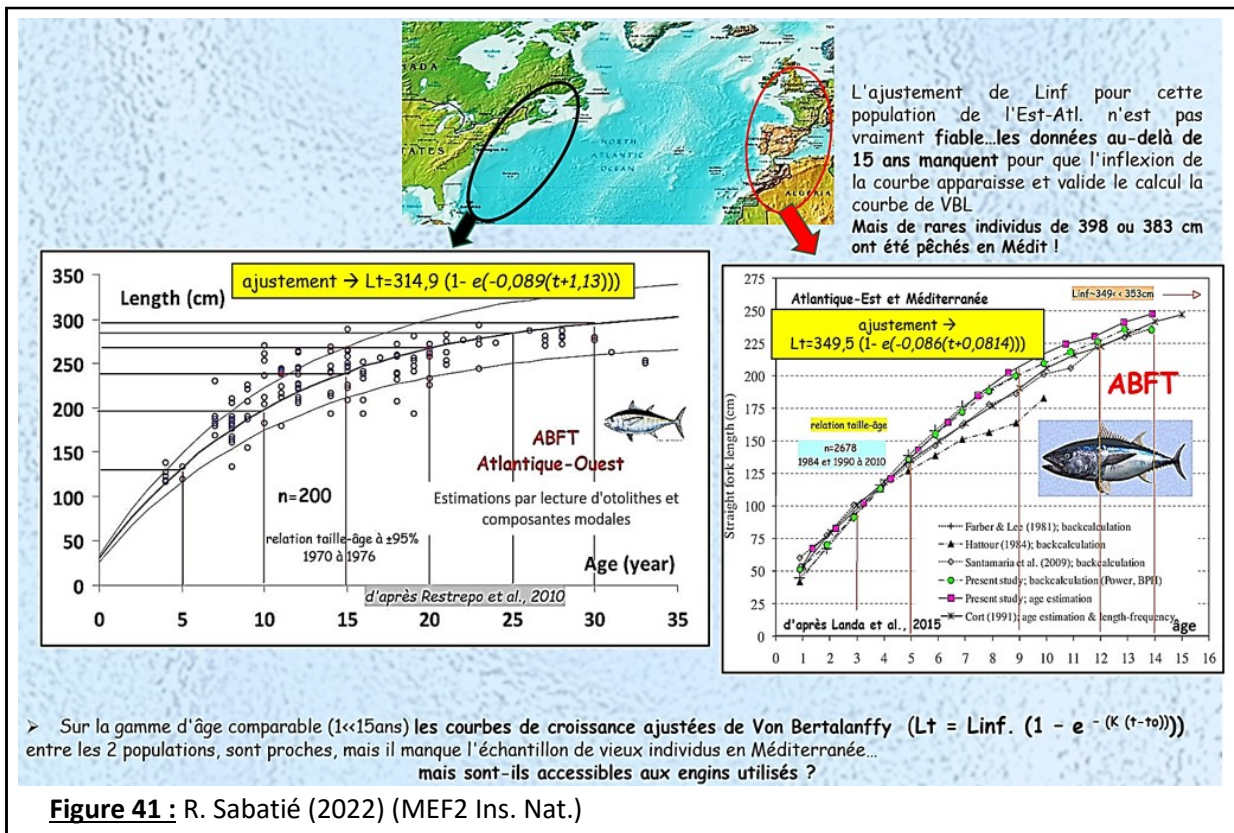 CANADA
STATES
NORTH
ATLANTIC
OCEAN
ALGERIA
L'ajustement de Linf pour cette
population de l'Est-Atl. n'est pas
vraiment fiable...les données au-delà de
15 ans manquent pour que l'inflexion de
la courbe apparaisse et valide le calcul la
courbe de VBL
Mais de rares individus de 398 ou 383 cm
ont été pêchés en Médit !
Length (cm)
ajustement → Lt=314,9 (1- e(-0,089(t+1,13)))
350
300
250
200
150
100
50
0
ABFT
Atlantique-Ouest
n=200
Estimations par lecture d'otolithes et
composantes modales
relation taille-âge à ±95%
1970 à 1976
Age (year)
d'après Restrepo et al., 2010
0 5 10 15 20 25 30 35
Atlantique-Est et Méditerranée
Linf~349<< 353cm
ajustement →
Lt=349,5 (1- e(-0,086(t+0,0814)))
ABFT
275
250
225
200
175
150
125
100
75
50
25
0
Straight fork length (cm)
relation taille-âge
n=2678
1984 et 1990 à 2010
Farber & Lee (1981); backcalculation
Hattour (1984); backcalculation
Santamaria et al. (2009); backcalculation
Present study; backcalculation (Power, BPH)
Present study; age estimation
Cort (1991); age estimation & length-frequency
d'après Landa et al., 2015
âge
0 1 2 3 4 5 6 7 8 9 10 11 12 13 14 15 16
➢ Sur la gamme d'âge comparable (1<<15ans) les courbes de croissance ajustées de Von Bertalanffy (Lt = Linf. (1 - e - (K (t-to))))
entre les 2 populations, sont proches, mais il manque l'échantillon de vieux individus en Méditerranée...
mais sont-ils accessibles aux engins utilisés ?
Figure 41 : R. Sabatié (2022) (MEF2 Ins. Nat.)